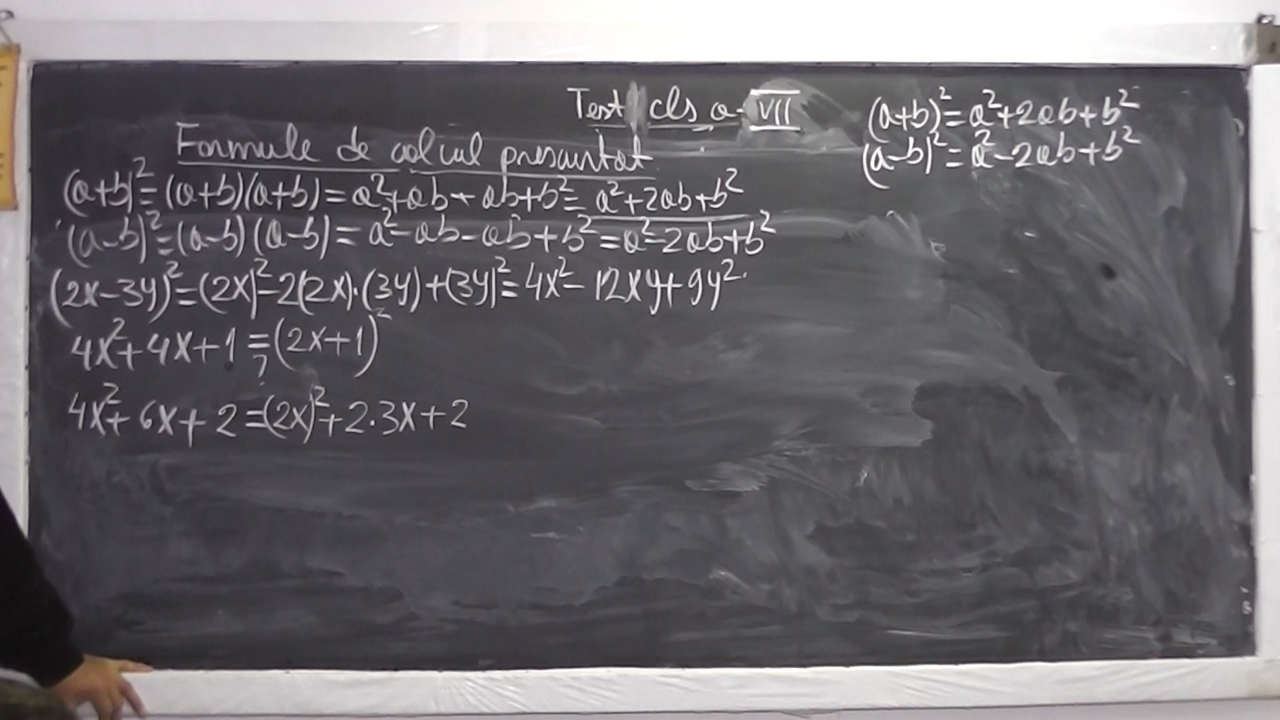 Test cls a VII
(a+b)²=a²+2ab+b²
(a-b)²=a²-2ab+b²
Formule de calcul prescurtat
(a+b)²=(a+b)(a+b)=a²+ab+ab+b²=a²+2ab+b²
(a-b)²=(a-b)(a-b)=a²-ab-ab+b²=a²-2ab+b²
(2x-3y)²=(2x)²-2(2x)·(3y)+(3y)²=4x²-12xy+9y²
4x²+4x+1=(2x+1)²
?
4x²+6x+2=(2x)²+2·3x+2